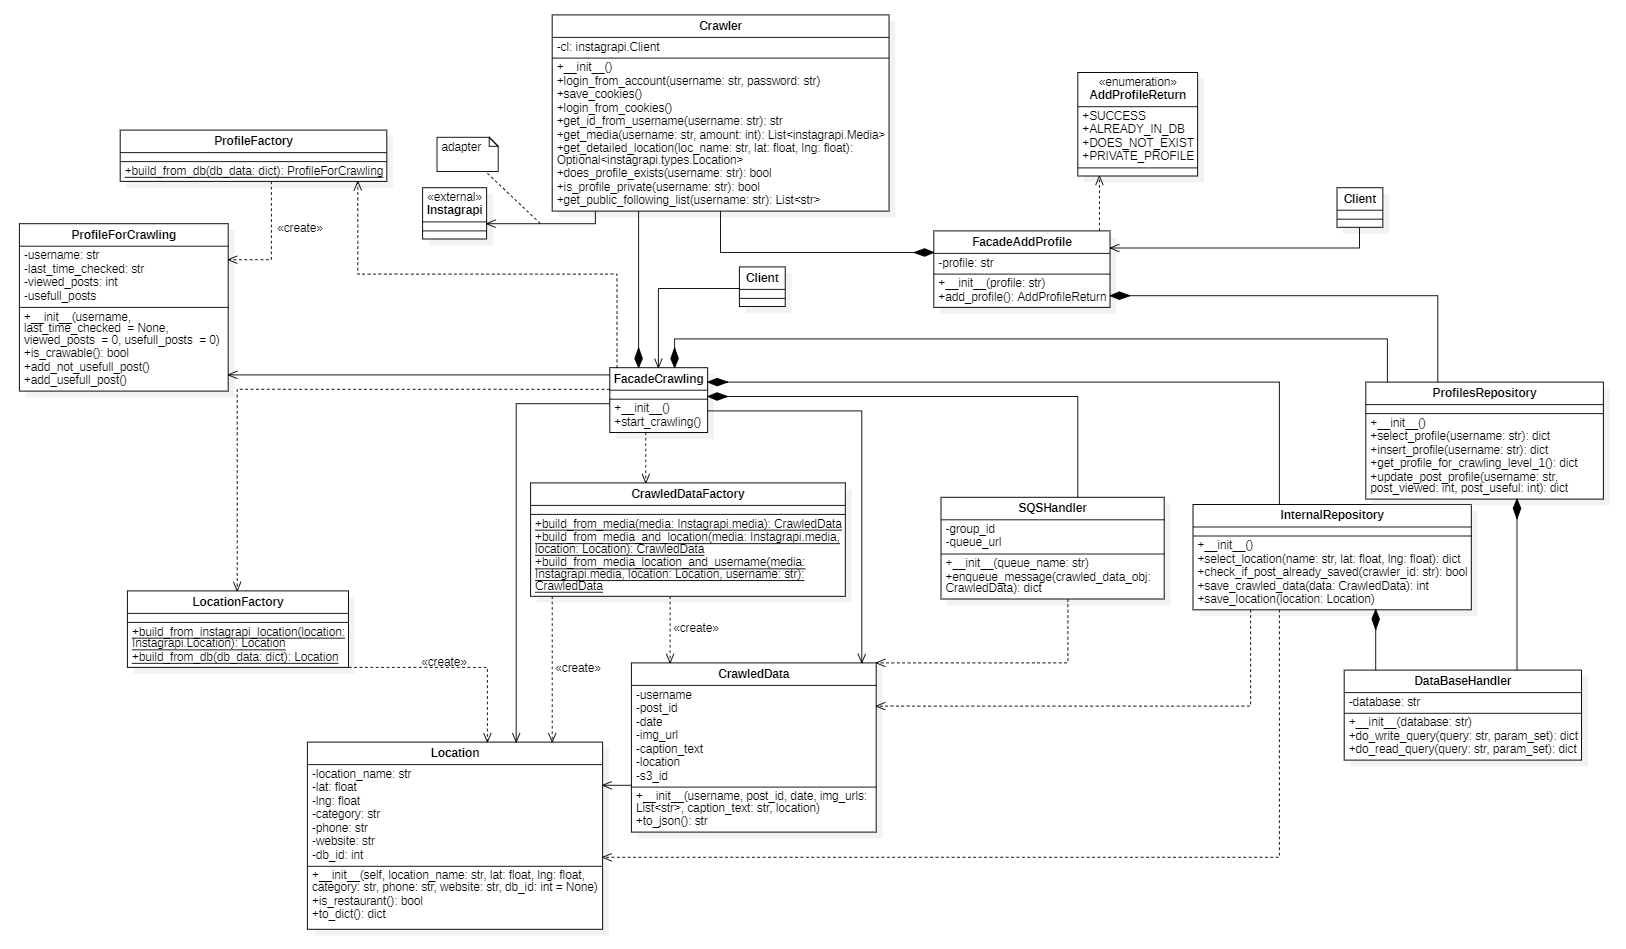 Crawler
-cl: instagrapi.Client
+__init__()
+login_from_account(username: str, password: str)
+save_cookies()
+login_from_cookies()
+get_id_from_username(username: str): str
+get_media(username: str, amount: int): List<instagrapi.Media>
+get_detailed_location(loc_name: str, lat: float, lng: float):
Optional<instagrapi.types.Location>
+does_profile_exists(username: str): bool
+is_profile_private(username: str): bool
+get_public_following_list(username: str): List<str>
«enumeration»
AddProfileReturn
+SUCCESS
+ALREADY_IN_DB
+DOES_NOT_EXIST
+PRIVATE_PROFILE
ProfileFactory
+build_from_db(db_data: dict): ProfileForCrawling
adapter
«external»
Instagrapi
Client
«create»
ProfileForCrawling
-username: str
-last_time_checked: str
-viewed_posts: int
-usefull_posts
+__init__(username,
last_time_checked = None,
viewed_posts = 0, usefull_posts = 0)
+is_crawable(): bool
+add_not_usefull_post()
+add_usefull_post()
FacadeAddProfile
-profile: str
+__init__(profile: str)
+add_profile(): AddProfileReturn
Client
FacadeCrawling
+__init__()
+start_crawling()
ProfilesRepository
+__init__()
+select_profile(username: str): dict
+insert_profile(username: str): dict
+get_profile_for_crawling_level_1(): dict
+update_post_profile(username: str,
post_viewed: int, post_useful: int): dict
CrawledDataFactory
+build_from_media(media: Instagrapi.media): CrawledData
+build_from_media_and_location(media: Instagrapi.media,
location: Location): CrawledData
+build_from_media_location_and_username(media:
Instagrapi.media, location: Location, username: str):
CrawledData
SQSHandler
-group_id
-queue_url
+__init__(queue_name: str)
+enqueue_message(crawled_data_obj:
CrawledData): dict
InternalRepository
+__init__()
+select_location(name: str, lat: float, lng: float): dict
+check_if_post_already_saved(crawler_id: str): bool
+save_crawled_data(data: CrawledData): int
+save_location(location: Location)
LocationFactory
+build_from_instagrapi_location(location:
Instagrapi.Location): Location
+build_from_db(db_data: dict): Location
«create»
«create»
«create»
CrawledData
-username
-post_id
-date
-img_url
-caption_text
-location
-s3_id
+__init__(username, post_id, date, img_urls:
List<str>, caption_text: str, location)
+to_json(): str
DataBaseHandler
-database: str
+__init__(database: str)
+do_write_query(query: str, param_set): dict
+do_read_query(query: str, param_set): dict
Location
-location_name: str
-lat: float
-lng: float
-category: str
-phone: str
-website: str
-db_id: int
+__init__(self, location_name: str, lat: float, lng: float,
category: str, phone: str, website: str, db_id: int = None)
+is_restaurant(): bool
+to_dict(): dict